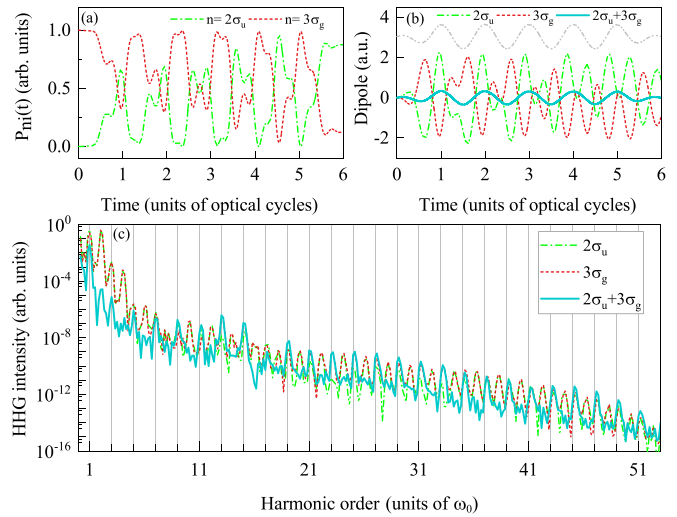 (a)
n= 2σu n= 3σg
Pni(t) (arb. units)
1.0
0.5
0.0
0 1 2 3 4 5 6
Time (units of optical cycles)
(b)
2σu 3σg 2σu+3σg
Dipole (a.u.)
4
2
0
-2
0 1 2 3 4 5 6
Time (units of optical cycles)
(c)
2σu
3σg
2σu+3σg
HHG intensity (arb. units)
10^0
10^-4
10^-8
10^-12
10^-16
1 11 21 31 41 51
Harmonic order (units of ω0)